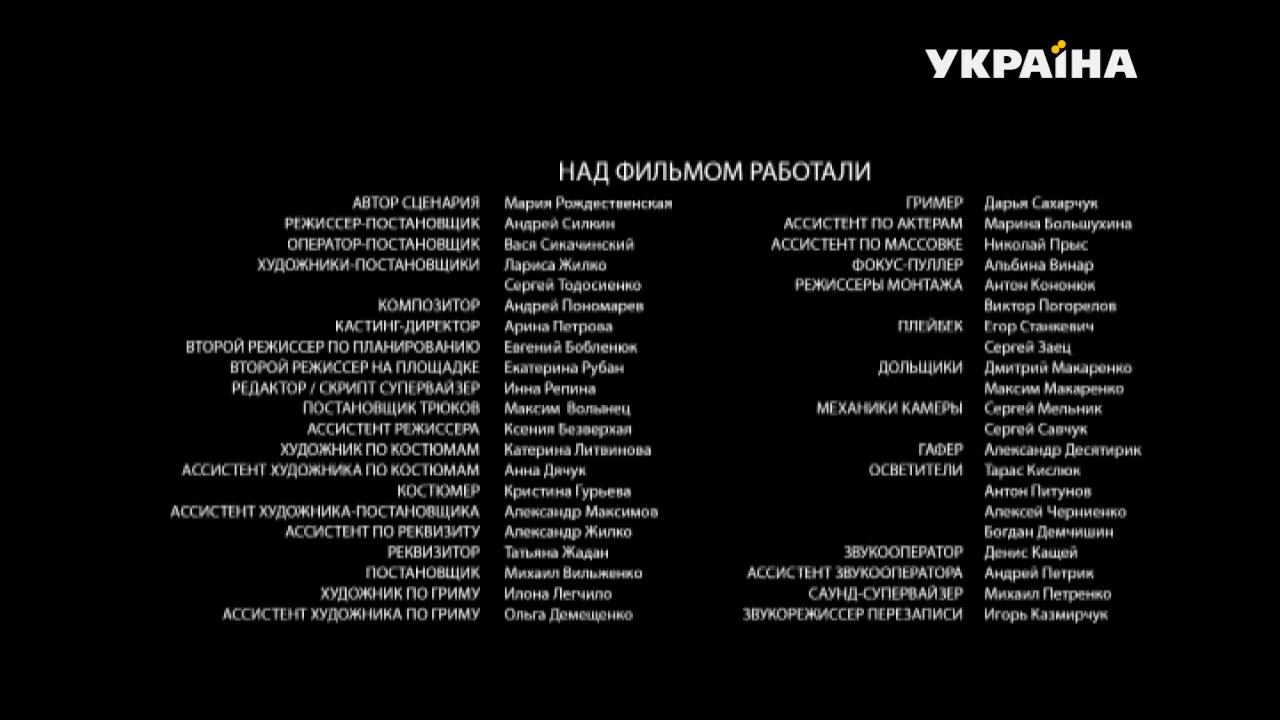 УКРАЇНА
НАД ФИЛЬМОМ РАБОТАЛИ
АВТОР СЦЕНАРИЯ Мария Рождественская
РЕЖИССЕР-ПОСТАНОВЩИК Андрей Силкин
ОПЕРАТОР-ПОСТАНОВЩИК Вася Сикачинский
ХУДОЖНИКИ-ПОСТАНОВЩИКИ Лариса Жилко
Сергей Тодосиенко
КОМПОЗИТОР Андрей Пономарев
КАСТИНГ-ДИРЕКТОР Арина Петрова
ВТОРОЙ РЕЖИССЕР ПО ПЛАНИРОВАНИЮ Евгений Бобленюк
ВТОРОЙ РЕЖИССЕР НА ПЛОЩАДКЕ Екатерина Рубан
РЕДАКТОР / СКРИПТ СУПЕРВАЙЗЕР Инна Репина
ПОСТАНОВЩИК ТРЮКОВ Максим Волынец
АССИСТЕНТ РЕЖИССЕРА Ксения Безверхал
ХУДОЖНИК ПО КОСТЮМАМ Катерина Литвинова
АССИСТЕНТ ХУДОЖНИКА ПО КОСТЮМАМ Анна Дячук
КОСТЮМЕР Кристина Гурьева
АССИСТЕНТ ХУДОЖНИКА-ПОСТАНОВЩИКА Александр Максимов
АССИСТЕНТ ПО РЕКВИЗИТУ Александр Жилко
РЕКВИЗИТОР Татьяна Жадан
ПОСТАНОВЩИК Михаил Вильженко
ХУДОЖНИК ПО ГРИМУ Илона Легчило
АССИСТЕНТ ХУДОЖНИКА ПО ГРИМУ Ольга Демещенко
ГРИМЕР Дарья Сахарчук
АССИСТЕНТ ПО АКТЕРАМ Марина Большухина
АССИСТЕНТ ПО МАССОВКЕ Николай Прыс
ФОКУС-ПУЛЛЕР Альбина Винар
РЕЖИССЕРЫ МОНТАЖА Антон Кононюк
Виктор Погорелов
ПЛЕЙБЕК Егор Станкевич
Сергей Заец
ДОЛЬЩИКИ Дмитрий Макаренко
Максим Макаренко
МЕХАНИКИ КАМЕРЫ Сергей Мельник
Сергей Савчук
ГАФЕР Александр Десятирик
ОСВЕТИТЕЛИ Тарас Кислюк
Антон Питунов
Алексей Черниенко
Богдан Демчишин
ЗВУКООПЕРАТОР Денис Кащей
АССИСТЕНТ ЗВУКООПЕРАТОРА Андрей Петрик
САУНД-СУПЕРВАЙЗЕР Михаил Петренко
ЗВУКОРЕЖИССЕР ПЕРЕЗАПИСИ Игорь Казмирчук